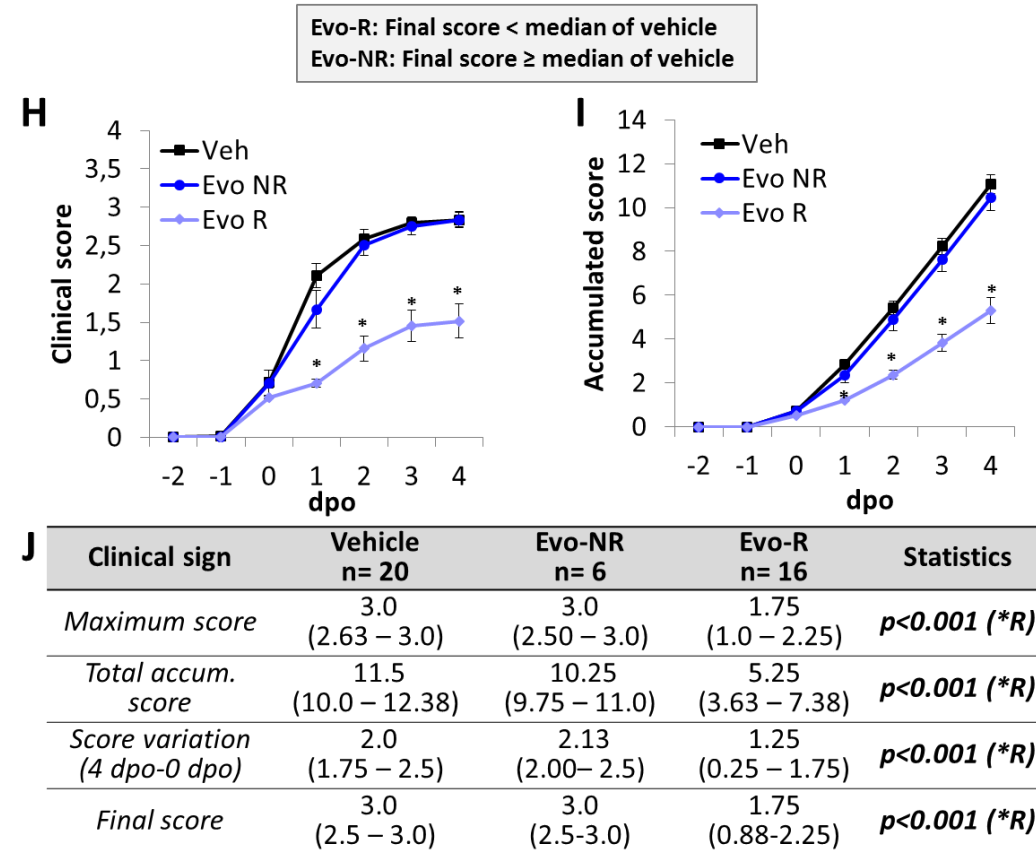 Evo-R: Final score < median of vehicle
Evo-NR: Final score ≥ median of vehicle
H
4
3,5
3
2,5
2
1,5
1
0,5
0
Clinical score
Veh
Evo NR
Evo R
*
*
*
*
-2 -1 0 1 2 3 4
dpo
I
14
12
10
8
6
4
2
0
Accumulated score
Veh
Evo NR
Evo R
*
*
*
*
-2 -1 0 1 2 3 4
dpo
J
Clinical sign Vehicle n= 20 Evo-NR n= 6 Evo-R n= 16 Statistics
Maximum score 3.0 (2.63 – 3.0) 3.0 (2.50 – 3.0) 1.75 (1.0 – 2.25) p<0.001 (*R)
Total accum. score 11.5 (10.0 – 12.38) 10.25 (9.75 – 11.0) 5.25 (3.63 – 7.38) p<0.001 (*R)
Score variation (4 dpo-0 dpo) 2.0 (1.75 – 2.5) 2.13 (2.00– 2.5) 1.25 (0.25 – 1.75) p<0.001 (*R)
Final score 3.0 (2.5 – 3.0) 3.0 (2.5-3.0) 1.75 (0.88-2.25) p<0.001 (*R)